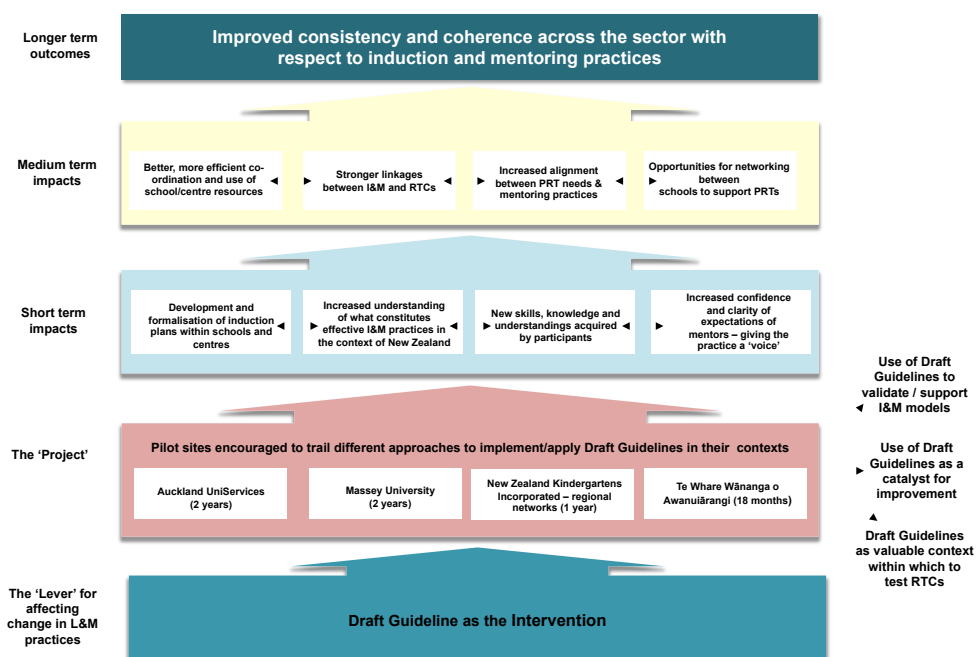 Longer term
outcomes
Improved consistency and coherence across the sector with
respect to induction and mentoring practices
Medium term
impacts
Better, more efficient co-
ordination and use of
school/centre resources
Stronger linkages
between I&M and RTCs
Increased alignment
between PRT needs &
mentoring practices
Opportunities for networking
between
schools to support PRTs
Short term
impacts
Development and
formalisation of induction
plans within schools and
centres
Increased understanding
of what constitutes
effective I&M practices in
the context of New Zealand
New skills, knowledge and
understandings acquired
by participants
Increased confidence
and clarity of
expectations of
mentors – giving the
practice a ‘voice’
The ‘Project’
Pilot sites encouraged to trail different approaches to implement/apply Draft Guidelines in their contexts
Auckland UniServices
(2 years)
Massey University
(2 years)
New Zealand Kindergartens
Incorporated – regional
networks (1 year)
Te Whare Wānanga o
Awanuiārangi (18 months)
Use of Draft
Guidelines to
validate / support
I&M models
Use of Draft
Guidelines as a
catalyst for
improvement
Draft Guidelines
as valuable context
within which to
test RTCs
The ‘Lever’ for
affecting
change in L&M
practices
Draft Guideline as the Intervention